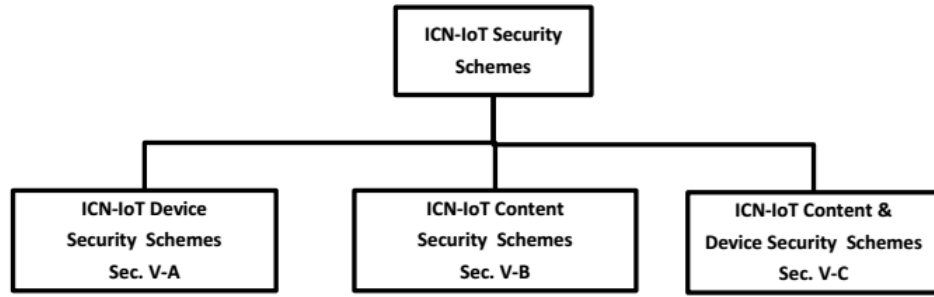 ICN-IoT Security
Schemes
ICN-IoT Device
Security Schemes
Sec. V-A
ICN-IoT Content
Security Schemes
Sec. V-B
ICN-IoT Content &
Device Security Schemes
Sec. V-C